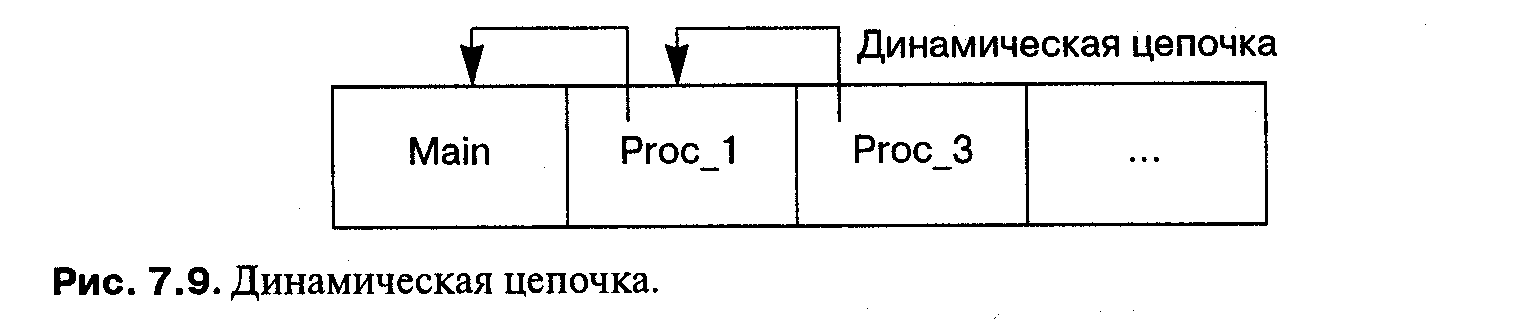 Динамическая цепочка
Main Proc_1 Proc_3 ...
Рис. 7.9. Динамическая цепочка.